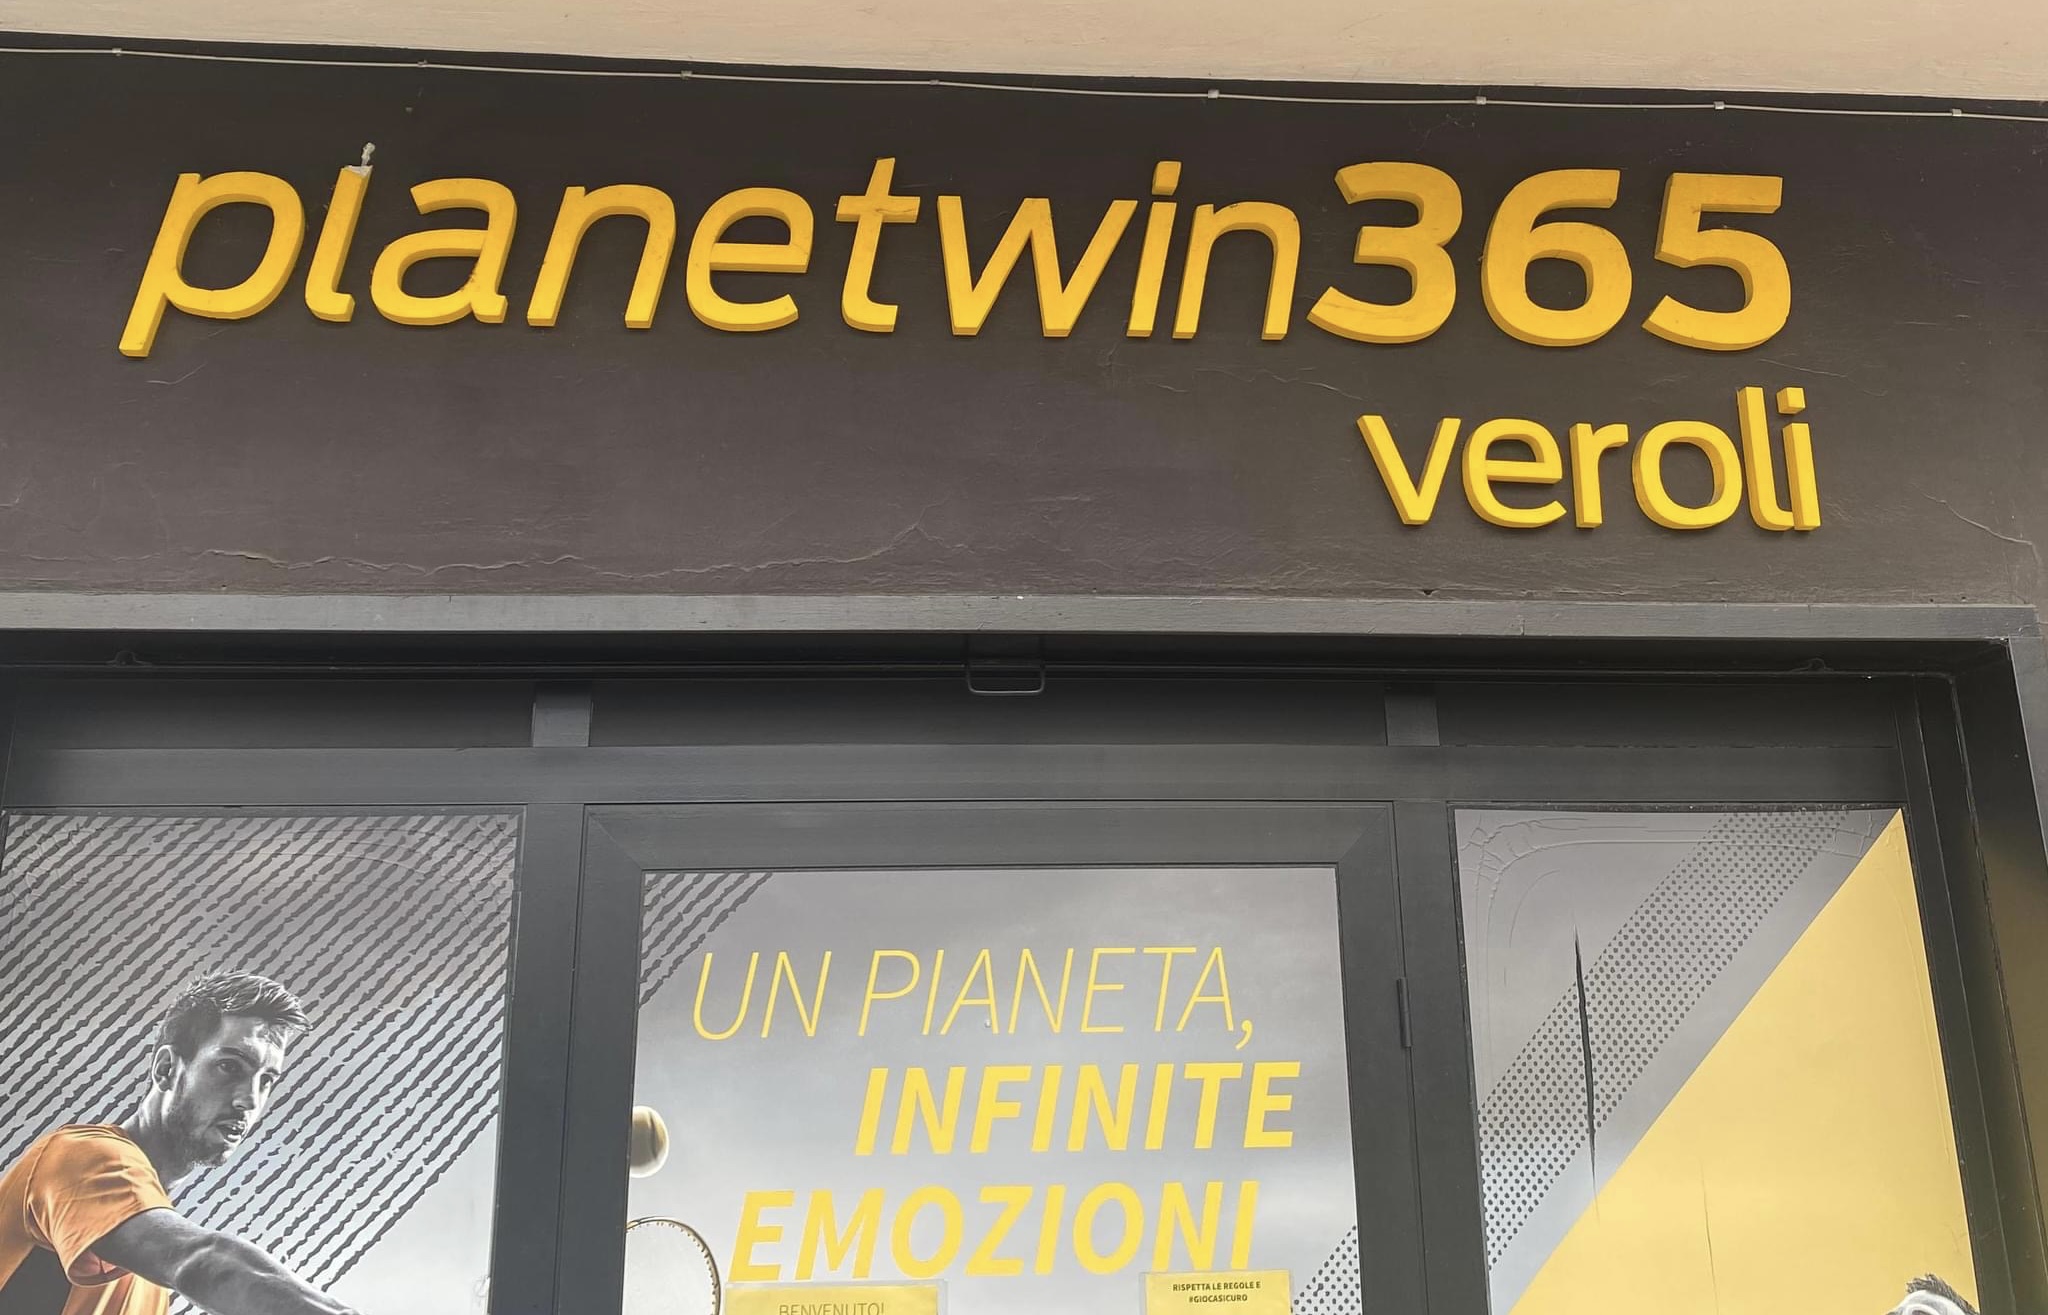 planetwin365
veroli
UN PIANETA,
INFINITE
EMOZIONI
BENVENUTO!
RISPETTA LE REGOLE E
#GIOCASICURO